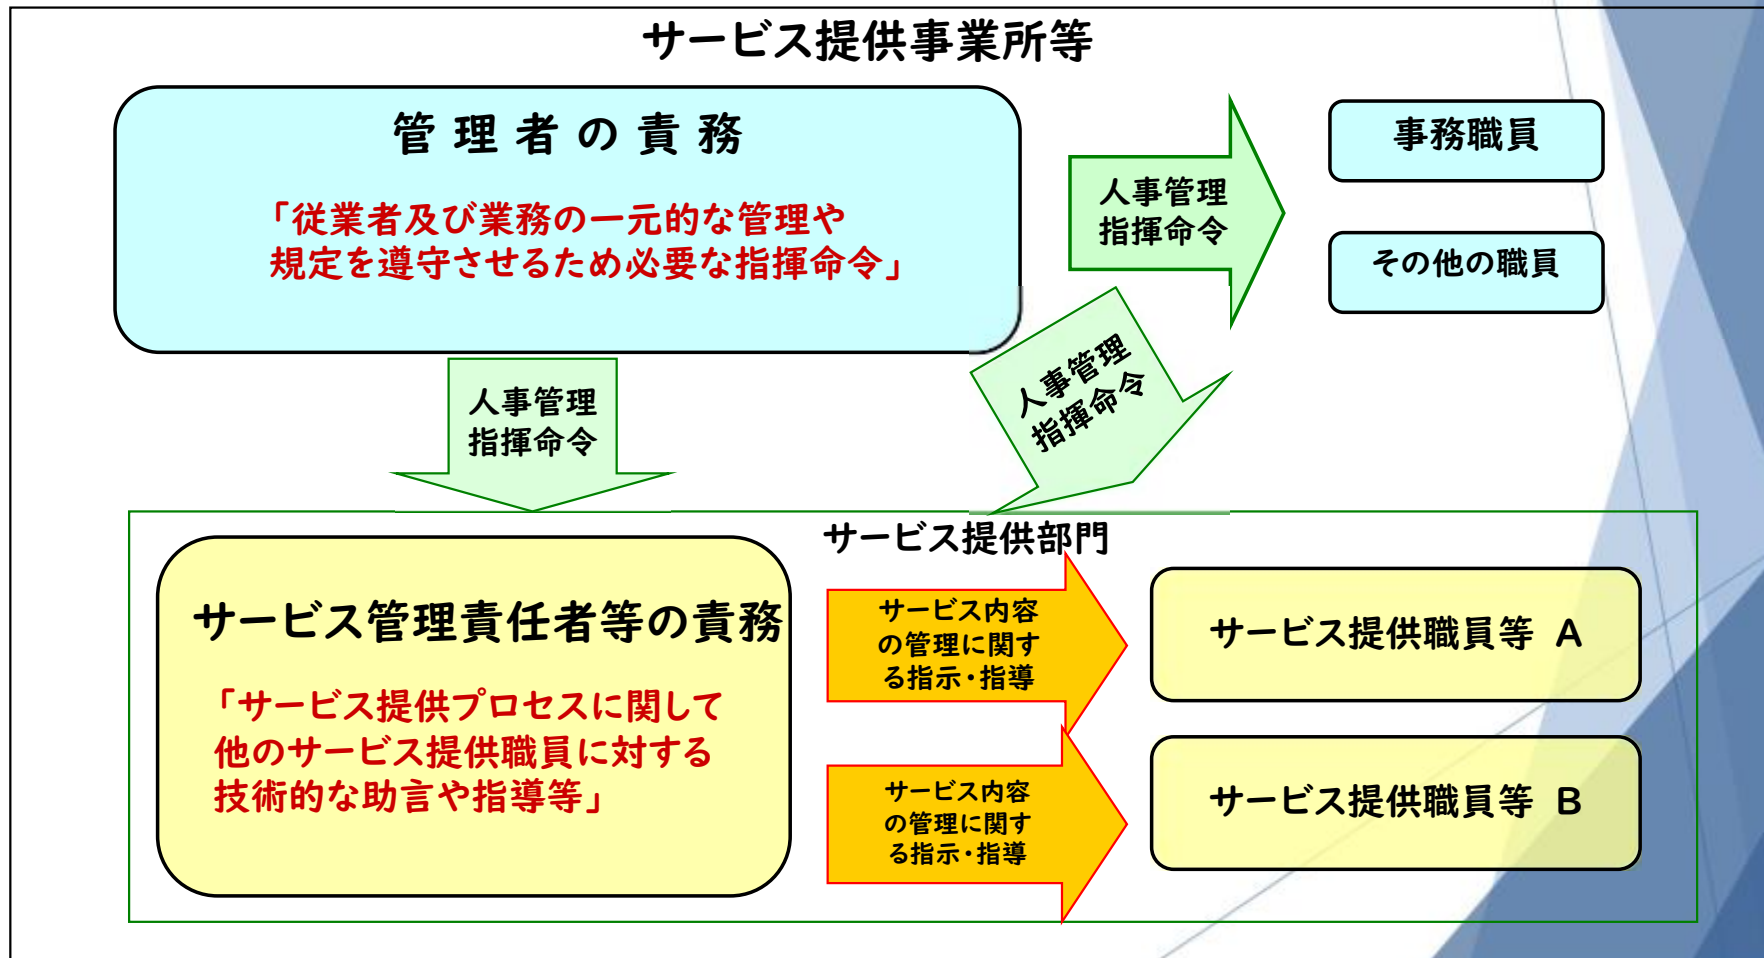 サービス提供事業所等
管理者の責務
「従業者及び業務の一元的な管理や
規定を遵守させるため必要な指揮命令」
人事管理
指揮命令
事務職員
その他の職員
人事管理
指揮命令
人事管理
指揮命令
サービス提供部門
サービス管理責任者等の責務
「サービス提供プロセスに関して
他のサービス提供職員に対する
技術的な助言や指導等」
サービス内容
の管理に関す
る指示・指導
サービス提供職員等 A
サービス内容
の管理に関す
る指示・指導
サービス提供職員等 B